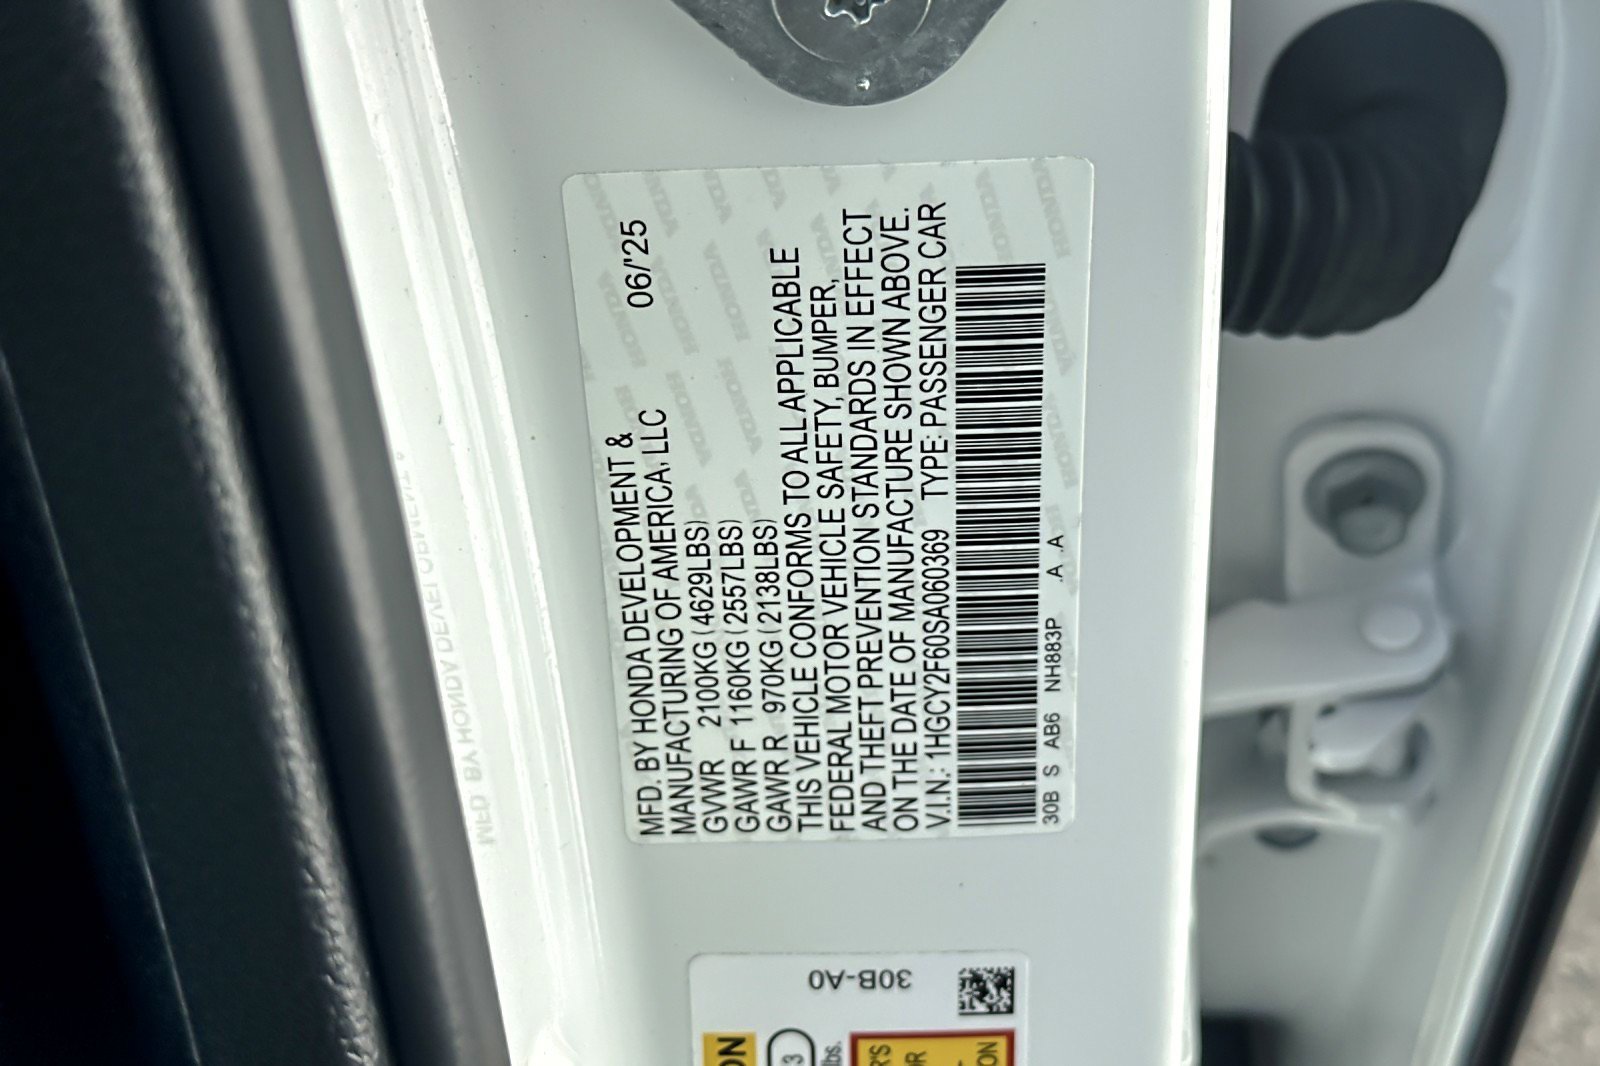 MFD. BY HONDA DEVELOPMENT &
MANUFACTURING OF AMERICA, LLC 06/'25
GVWR 2100KG (4629LBS)
GAWR F 1160KG (2557LBS)
GAWR R 970KG (2138LBS)
THIS VEHICLE CONFORMS TO ALL APPLICABLE
FEDERAL MOTOR VEHICLE SAFETY, BUMPER,
AND THEFT PREVENTION STANDARDS IN EFFECT
ON THE DATE OF MANUFACTURE SHOWN ABOVE.
V.I.N.: 1HGCY2F60SA060369 TYPE: PASSENGER CAR
30B S AB6 NH883P .A A
30B-A0